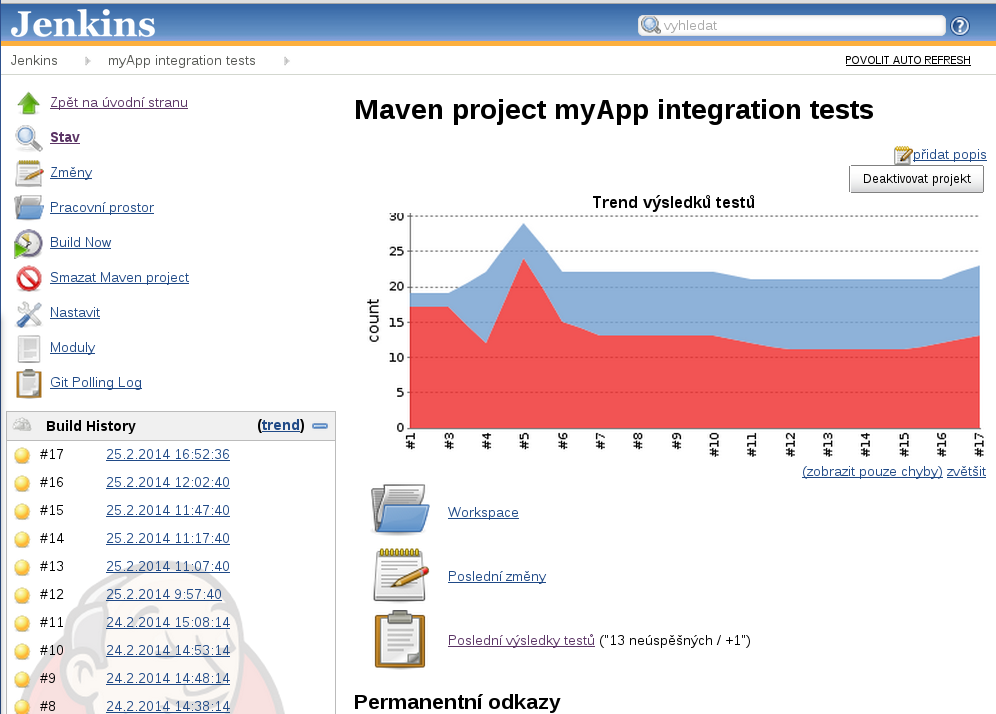 Jenkins
vyhledat
Jenkins
myApp integration tests
POVOLIT AUTO REFRESH
Zpět na úvodní stranu
Stav
Změny
Pracovní prostor
Build Now
Smazat Maven project
Nastavit
Moduly
Git Polling Log
Build History (trend)
#17 25.2.2014 16:52:36
#16 25.2.2014 12:02:40
#15 25.2.2014 11:47:40
#14 25.2.2014 11:17:40
#13 25.2.2014 11:07:40
#12 25.2.2014 9:57:40
#11 24.2.2014 15:08:14
#10 24.2.2014 14:53:14
#9 24.2.2014 14:48:14
#8 24.2.2014 14:38:14
Maven project myApp integration tests
přidat popis
Deaktivovat projekt
Trend výsledků testů
30
25
20
15
10
5
0
count
#1 #3 #4 #5 #6 #7 #8 #9 #10 #11 #12 #13 #14 #15 #16 #17
(zobrazit pouze chyby) zvětšit
Workspace
Poslední změny
Poslední výsledky testů ("13 neúspěšných / +1")
Permanentní odkazy